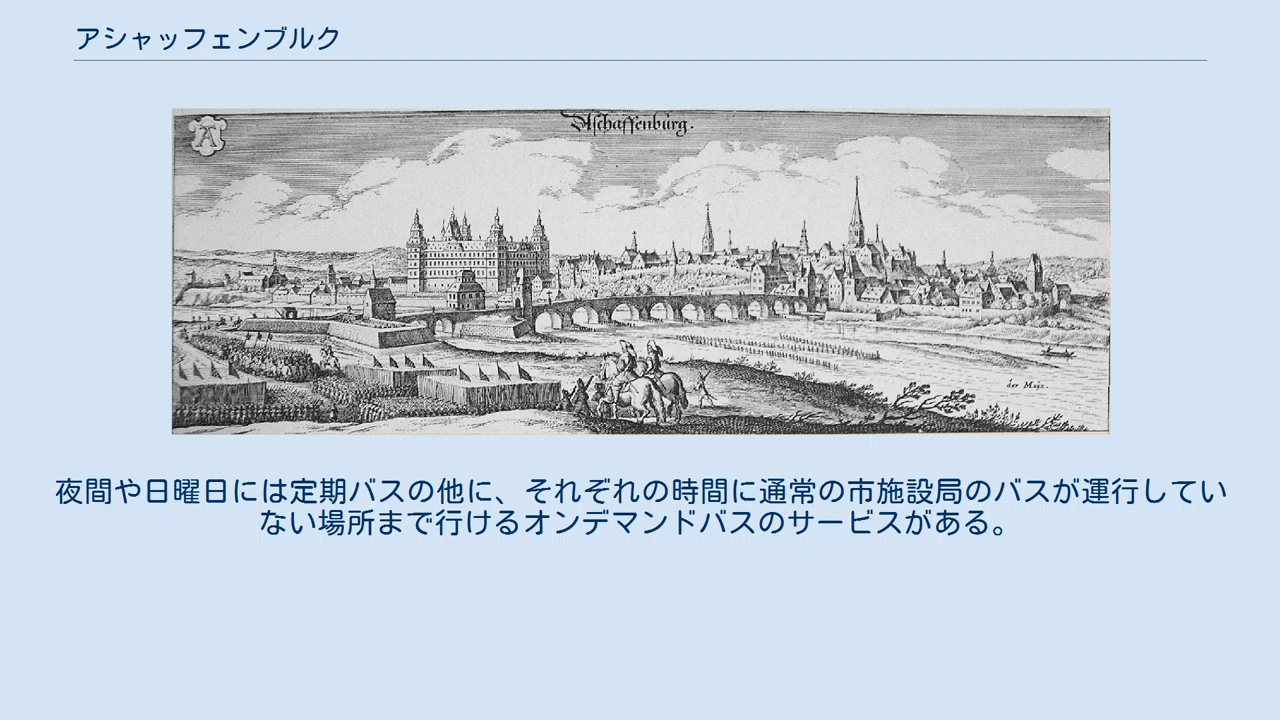 アシャッフェンブルク
Aschaffenburg.
der Mayn.
夜間や日曜日には定期バスの他に、それぞれの時間に通常の市施設局のバスが運行してい
ない場所まで行けるオンデマンドバスのサービスがある。